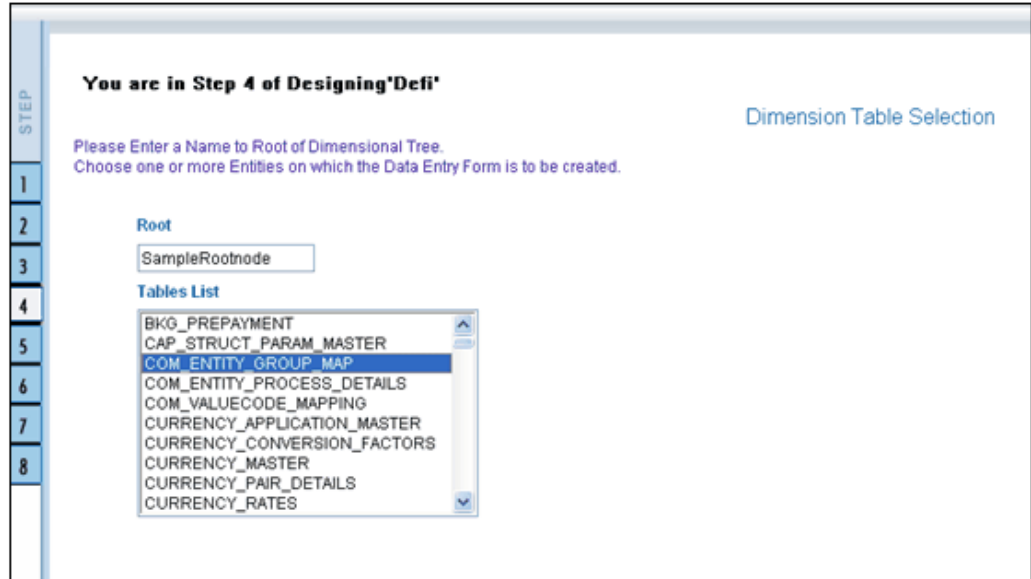 You are in Step 4 of Designing'Defi'
STEP
Dimension Table Selection
Please Enter a Name to Root of Dimensional Tree.
Choose one or more Entities on which the Data Entry Form is to be created.
1
2
3
4
5
6
7
8
Root
SampleRootnode
Tables List
BKG_PREPAYMENT
CAP_STRUCT_PARAM_MASTER
COM_ENTITY_GROUP_MAP
COM_ENTITY_PROCESS_DETAILS
COM_VALUECODE_MAPPING
CURRENCY_APPLICATION_MASTER
CURRENCY_CONVERSION_FACTORS
CURRENCY_MASTER
CURRENCY_PAIR_DETAILS
CURRENCY_RATES